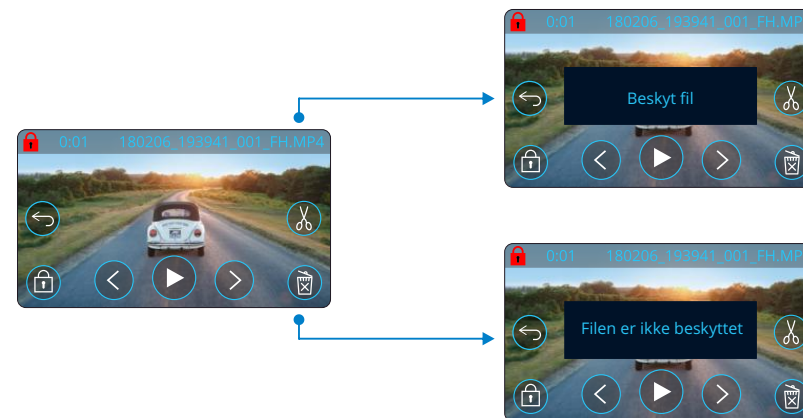 0:01 180206_193941_001_FH.MP4
0:01 180206_193941_001_FH.MP
Beskyt fil
0:01 180206_193941_001_FH.MP
Filen er ikke beskyttet